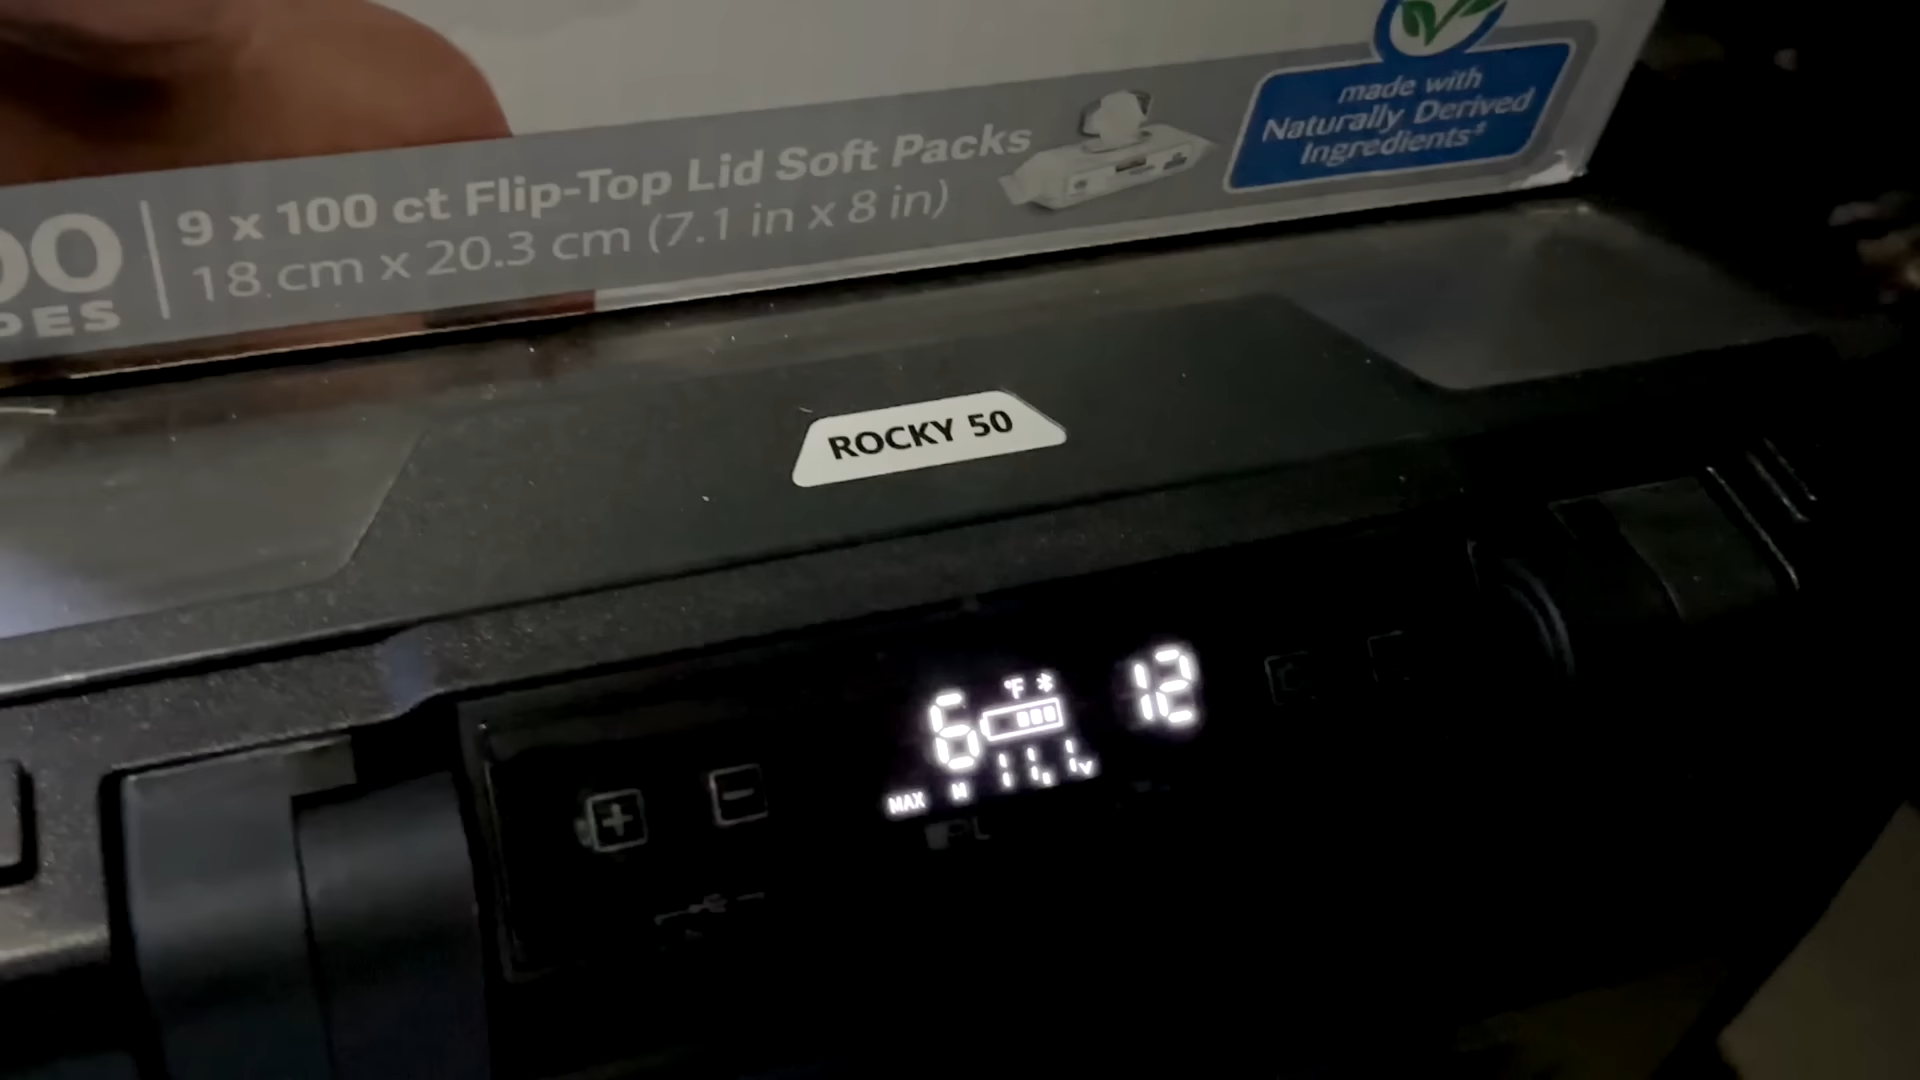 made with
Naturally Derived
Ingredients‡
9 x 100 ct Flip-Top Lid Soft Packs
18 cm x 20.3 cm (7.1 in x 8 in)
ROCKY 50
6 °F 12
11.1v
MAX M